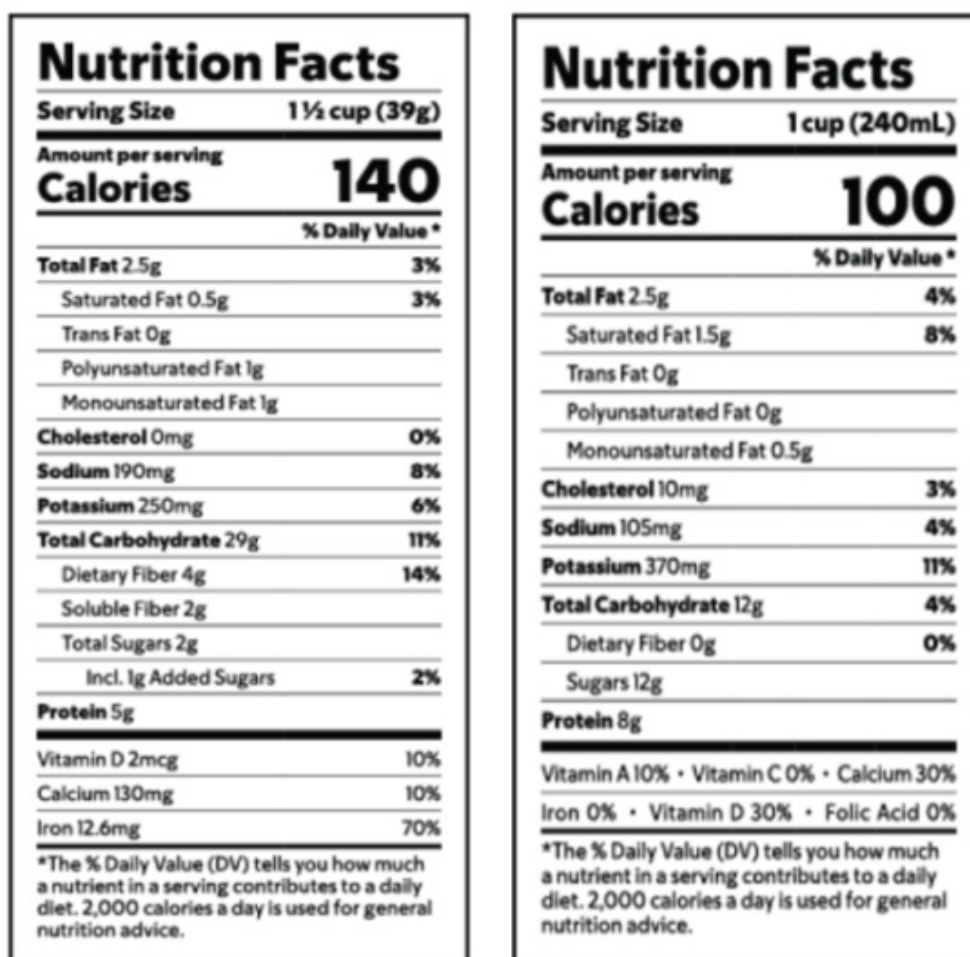 Nutrition Facts
Serving Size 1 ½ cup (39g)
Amount per serving
Calories 140
% Daily Value *
Total Fat 2.5g 3%
Saturated Fat 0.5g 3%
Trans Fat 0g
Polyunsaturated Fat 1g
Monounsaturated Fat 1g
Cholesterol 0mg 0%
Sodium 190mg 8%
Potassium 250mg 6%
Total Carbohydrate 29g 11%
Dietary Fiber 4g 14%
Soluble Fiber 2g
Total Sugars 2g
Incl. 1g Added Sugars 2%
Protein 5g
Vitamin D 2mcg 10%
Calcium 130mg 10%
Iron 12.6mg 70%
*The % Daily Value (DV) tells you how much
a nutrient in a serving contributes to a daily
diet. 2,000 calories a day is used for general
nutrition advice.
Nutrition Facts
Serving Size 1 cup (240mL)
Amount per serving
Calories 100
% Daily Value *
Total Fat 2.5g 4%
Saturated Fat 1.5g 8%
Trans Fat 0g
Polyunsaturated Fat 0g
Monounsaturated Fat 0.5g
Cholesterol 10mg 3%
Sodium 105mg 4%
Potassium 370mg 11%
Total Carbohydrate 12g 4%
Dietary Fiber 0g 0%
Sugars 12g
Protein 8g
Vitamin A 10% • Vitamin C 0% • Calcium 30%
Iron 0% • Vitamin D 30% • Folic Acid 0%
*The % Daily Value (DV) tells you how much
a nutrient in a serving contributes to a daily
diet. 2,000 calories a day is used for general
nutrition advice.